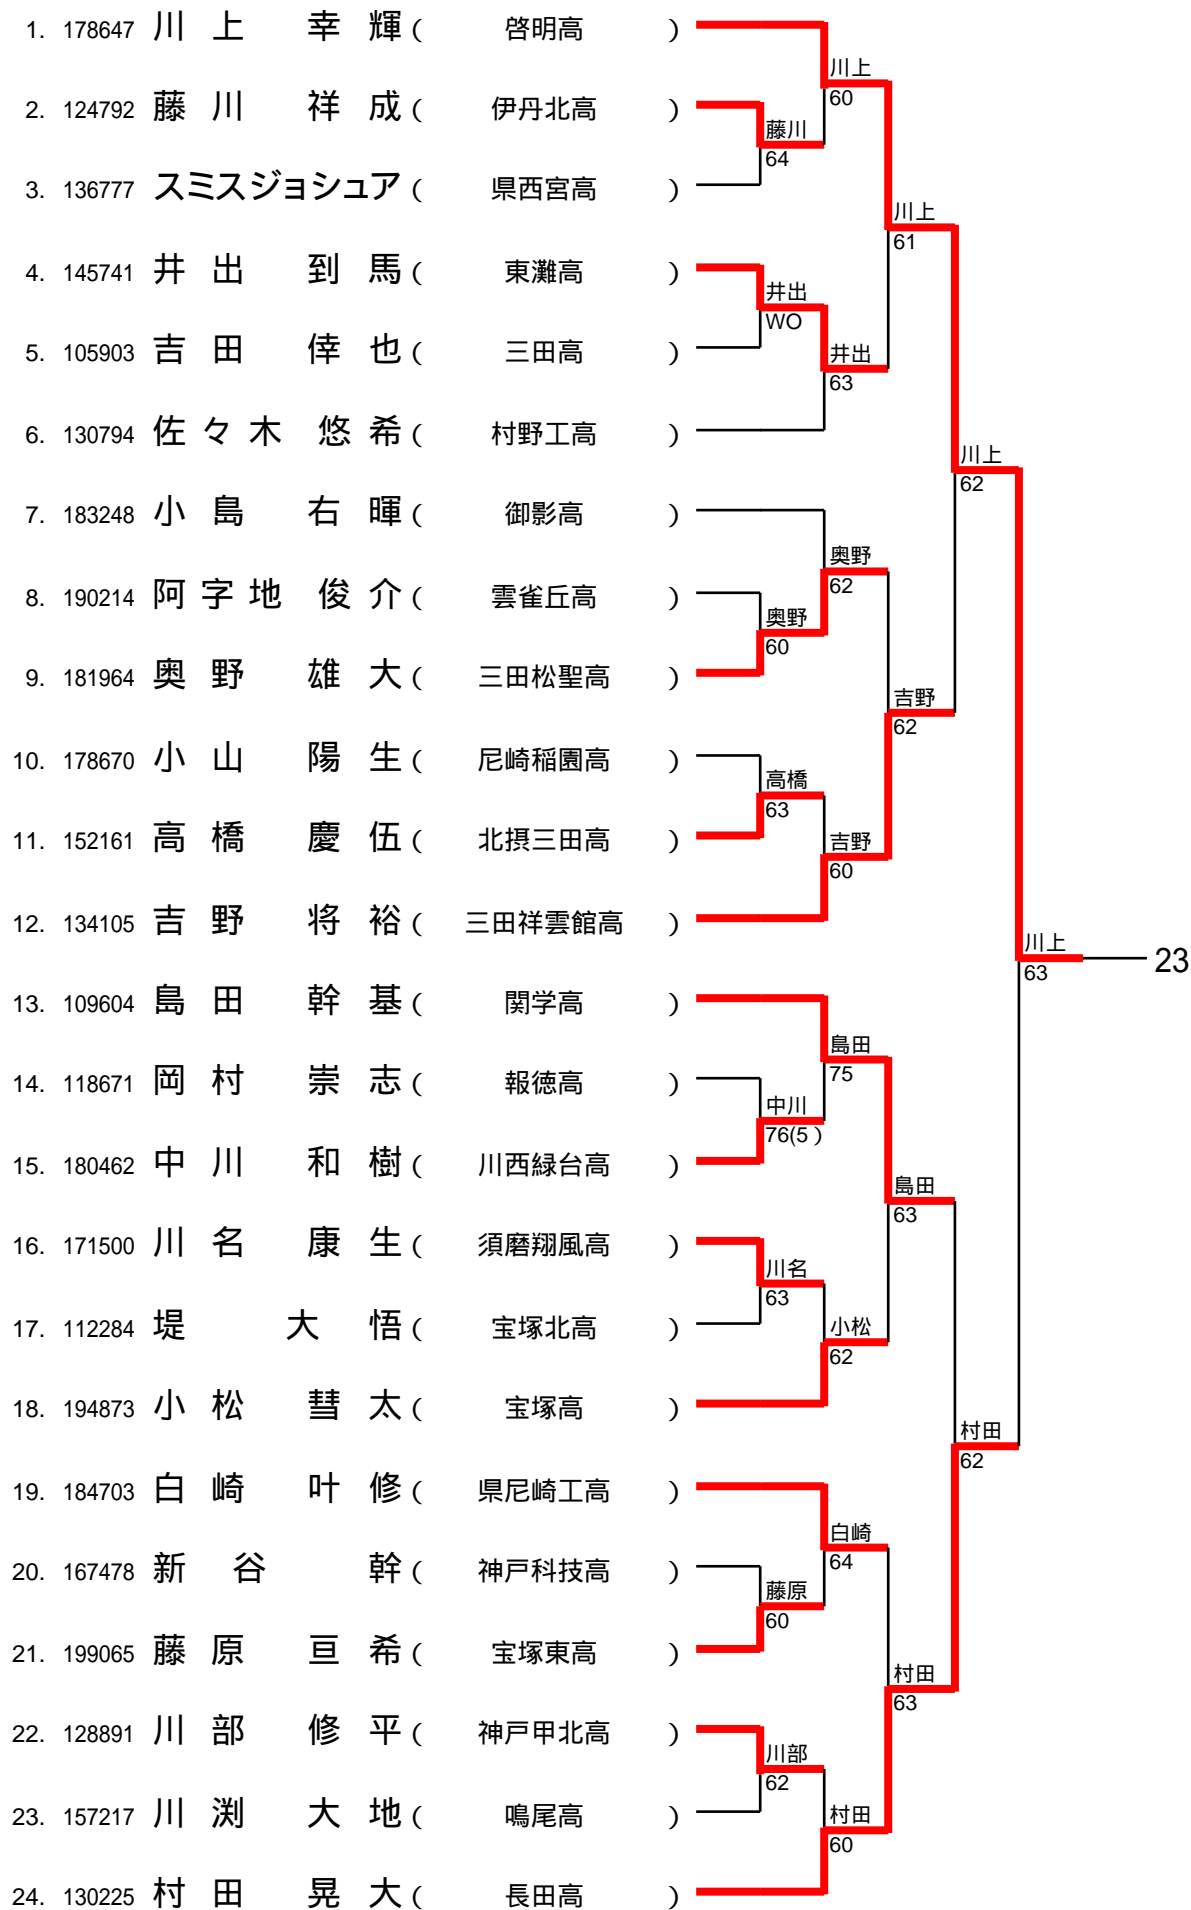 1. 178647 川上 幸輝 ( 啓明高 )
川上
60
2. 124792 藤川 祥成 ( 伊丹北高 )
藤川
64
3. 136777 スミスジョシュア ( 県西宮高 )
川上
61
4. 145741 井出 到馬 ( 東灘高 )
井出
WO
5. 105903 吉田 倖也 ( 三田高 )
井出
63
6. 130794 佐々木 悠希 ( 村野工高 )
川上
62
7. 183248 小島 右暉 ( 御影高 )
奥野
62
8. 190214 阿字地 俊介 ( 雲雀丘高 )
奥野
60
9. 181964 奥野 雄大 ( 三田松聖高 )
吉野
62
10. 178670 小山 陽生 ( 尼崎稲園高 )
高橋
63
11. 152161 高橋 慶伍 ( 北摂三田高 )
吉野
60
12. 134105 吉野 将裕 ( 三田祥雲館高 )
川上
63
23
13. 109604 島田 幹基 ( 関学高 )
島田
75
14. 118671 岡村 崇志 ( 報徳高 )
中川
76(5)
15. 180462 中川 和樹 ( 川西緑台高 )
島田
63
16. 171500 川名 康生 ( 須磨翔風高 )
川名
63
17. 112284 堤 大悟 ( 宝塚北高 )
小松
62
18. 194873 小松 彗太 ( 宝塚高 )
村田
62
19. 184703 白崎 叶修 ( 県尼崎工高 )
白崎
64
20. 167478 新谷 幹 ( 神戸科技高 )
藤原
60
21. 199065 藤原 亘希 ( 宝塚東高 )
村田
63
22. 128891 川部 修平 ( 神戸甲北高 )
川部
62
23. 157217 川渕 大地 ( 鳴尾高 )
村田
60
24. 130225 村田 晃大 ( 長田高 )